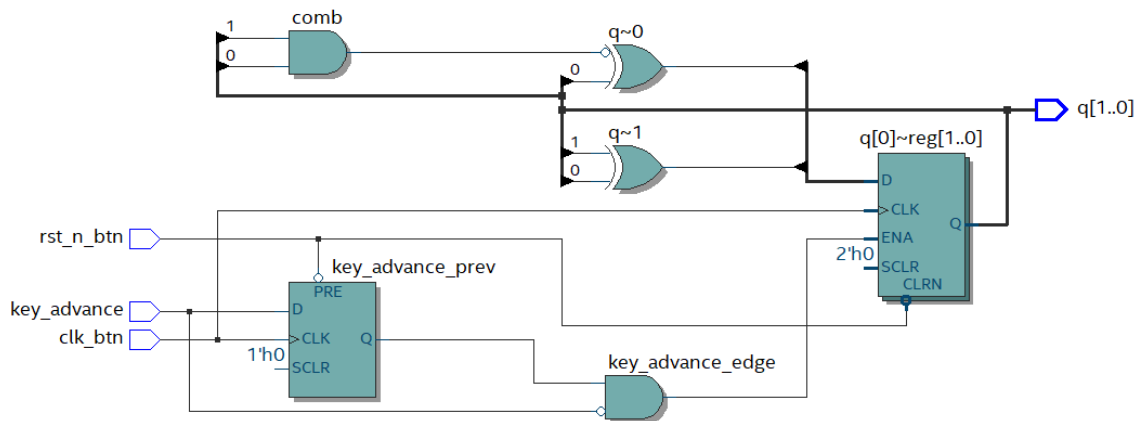 comb
1
0
q~0
0
q[1..0]
q~1
1
0
q[0]~reg[1..0]
D
CLK
Q
ENA
2'h0
SCLR
CLRN
rst_n_btn
key_advance_prev
PRE
key_advance
D
clk_btn
CLK
Q
1'h0
SCLR
key_advance_edge